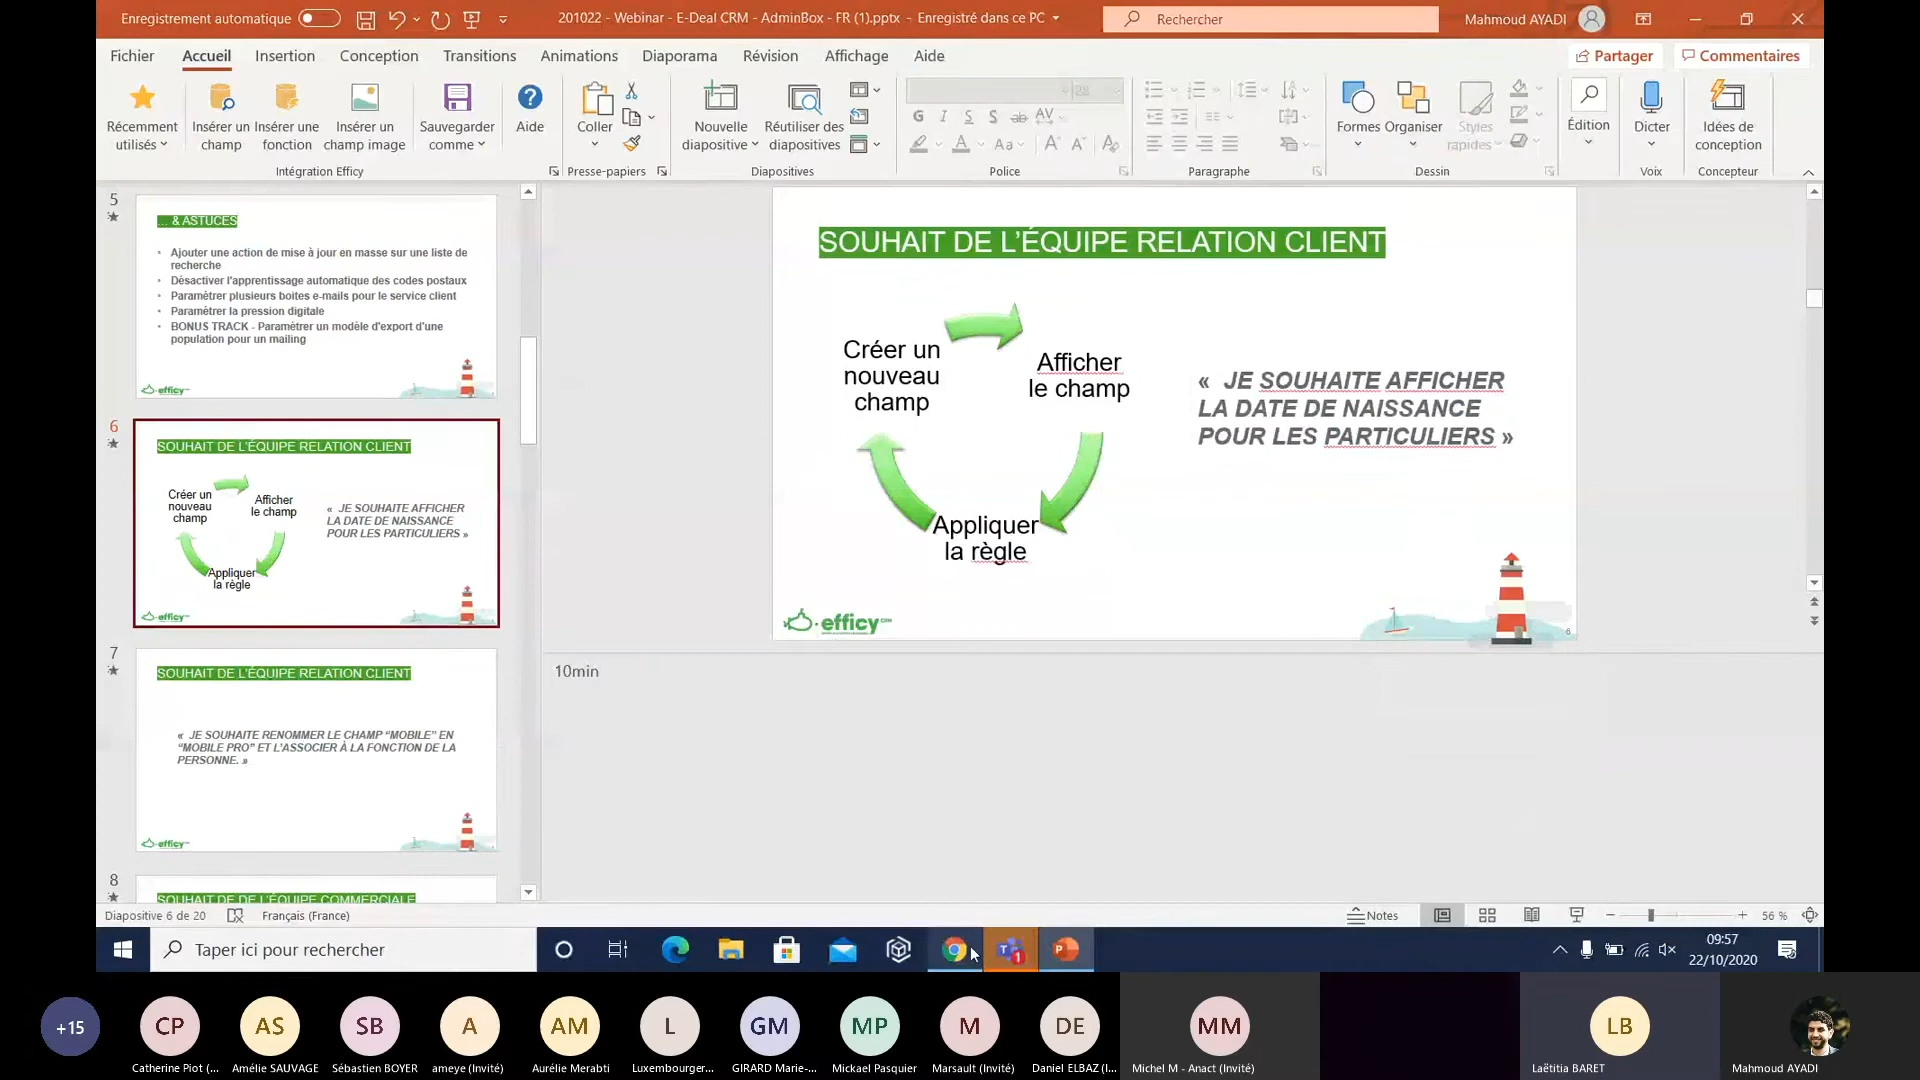 Enregistrement automatique
201022 - Webinar - E-Deal CRM - AdminBox - FR (1).pptx - Enregistré dans ce PC
Rechercher
Mahmoud AYADI
Fichier Accueil Insertion Conception Transitions Animations Diaporama Révision Affichage Aide
Partager
Commentaires
Récemment utilisés
Insérer un champ
Insérer une fonction
Insérer un champ image
Sauvegarder comme
Aide
Coller
Nouvelle diapositive
Réutiliser des diapositives
28
G I S S ab AV
A Aa A A A
Formes
Organiser
Styles rapides
Édition
Dicter
Idées de conception
Intégration Efficy
Presse-papiers
Diapositives
Police
Paragraphe
Dessin
Voix
Concepteur
5
... & ASTUCES
Ajouter une action de mise à jour en masse sur une liste de
recherche
Désactiver l'apprentissage automatique des codes postaux
Paramétrer plusieurs boites e-mails pour le service client
Paramétrer la pression digitale
BONUS TRACK - Paramétrer un modèle d'export d'une
population pour un mailing
efficy
6
SOUHAIT DE L'ÉQUIPE RELATION CLIENT
Créer un
nouveau
champ
Afficher
le champ
Appliquer
la règle
« JE SOUHAITE AFFICHER
LA DATE DE NAISSANCE
POUR LES PARTICULIERS »
efficy
7
SOUHAIT DE L'ÉQUIPE RELATION CLIENT
« JE SOUHAITE RENOMMER LE CHAMP “MOBILE” EN
“MOBILE PRO” ET L'ASSOCIER À LA FONCTION DE LA
PERSONNE. »
efficy
8
SOUHAIT DE DE L'ÉQUIPE COMMERCIALE
SOUHAIT DE L’ÉQUIPE RELATION CLIENT
Créer un
nouveau
champ
Afficher
le champ
Appliquer
la règle
« JE SOUHAITE AFFICHER
LA DATE DE NAISSANCE
POUR LES PARTICULIERS »
efficy
6
10min
Diapositive 6 de 20
Français (France)
Notes
56 %
Taper ici pour rechercher
09:57
22/10/2020
+15
CP
AS
SB
A
AM
L
GM
MP
M
DE
MM
LB
Catherine Piot (...
Amélie SAUVAGE
Sébastien BOYER
ameye (Invité)
Aurélie Merabti
Luxembourger...
GIRARD Marie-...
Mickael Pasquier
Marsault (Invité)
Daniel ELBAZ (I...
Michel M - Anact (Invité)
Laëtitia BARET
Mahmoud AYADI